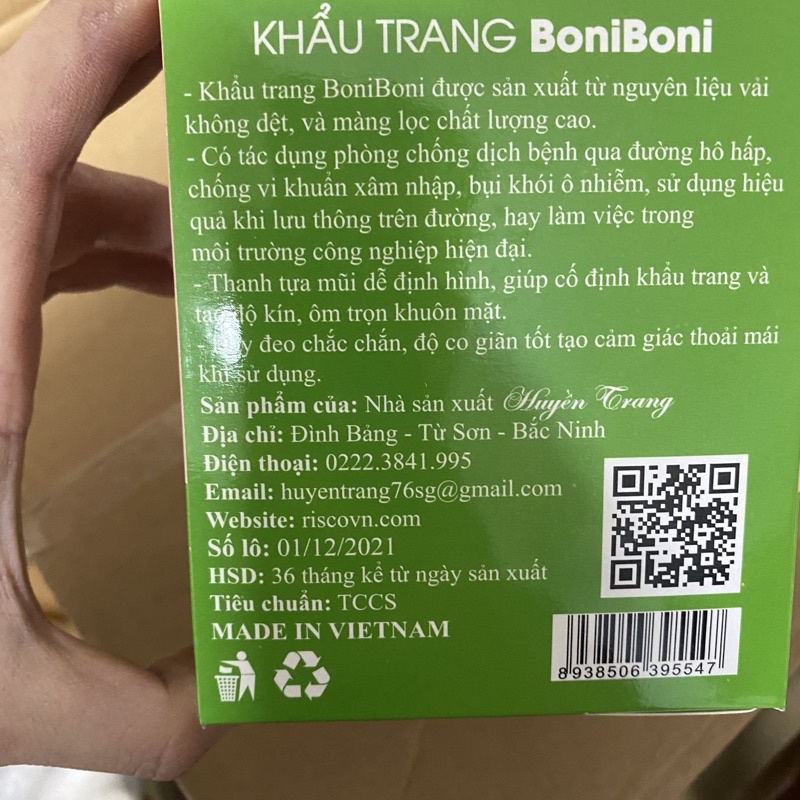 KHẨU TRANG BoniBoni
- Khẩu trang BoniBoni được sản xuất từ nguyên liệu vải
không dệt, và màng lọc chất lượng cao.
- Có tác dụng phòng chống dịch bệnh qua đường hô hấp,
chống vi khuẩn xâm nhập, bụi khói ô nhiễm, sử dụng hiệu
quả khi lưu thông trên đường, hay làm việc trong
môi trường công nghiệp hiện đại.
- Thanh tựa mũi dễ định hình, giúp cố định khẩu trang và
tạo độ kín, ôm trọn khuôn mặt.
- Dây đeo chắc chắn, độ co giãn tốt tạo cảm giác thoải mái
khi sử dụng.
Sản phẩm của: Nhà sản xuất Huyền Trang
Địa chỉ: Đình Bảng - Từ Sơn - Bắc Ninh
Điện thoại: 0222.3841.995
Email: huyentrang76sg@gmail.com
Website: riscovn.com
Số lô: 01/12/2021
HSD: 36 tháng kể từ ngày sản xuất
Tiêu chuẩn: TCCS
MADE IN VIETNAM
8 938506 395547